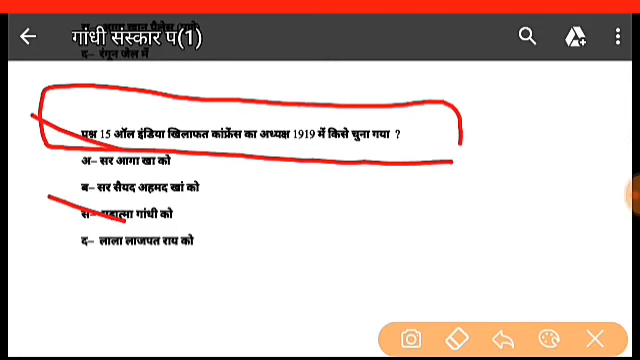 गांधी संस्कार प(1)
द– रंगून जेल में
प्रश्न 15 ऑल इंडिया खिलाफत कांफ्रेंस का अध्यक्ष 1919 में किसे चुना गया ?
अ– सर आगा खा को
ब– सर सैयद अहमद खां को
स– महात्मा गांधी को
द– लाला लाजपत राय को